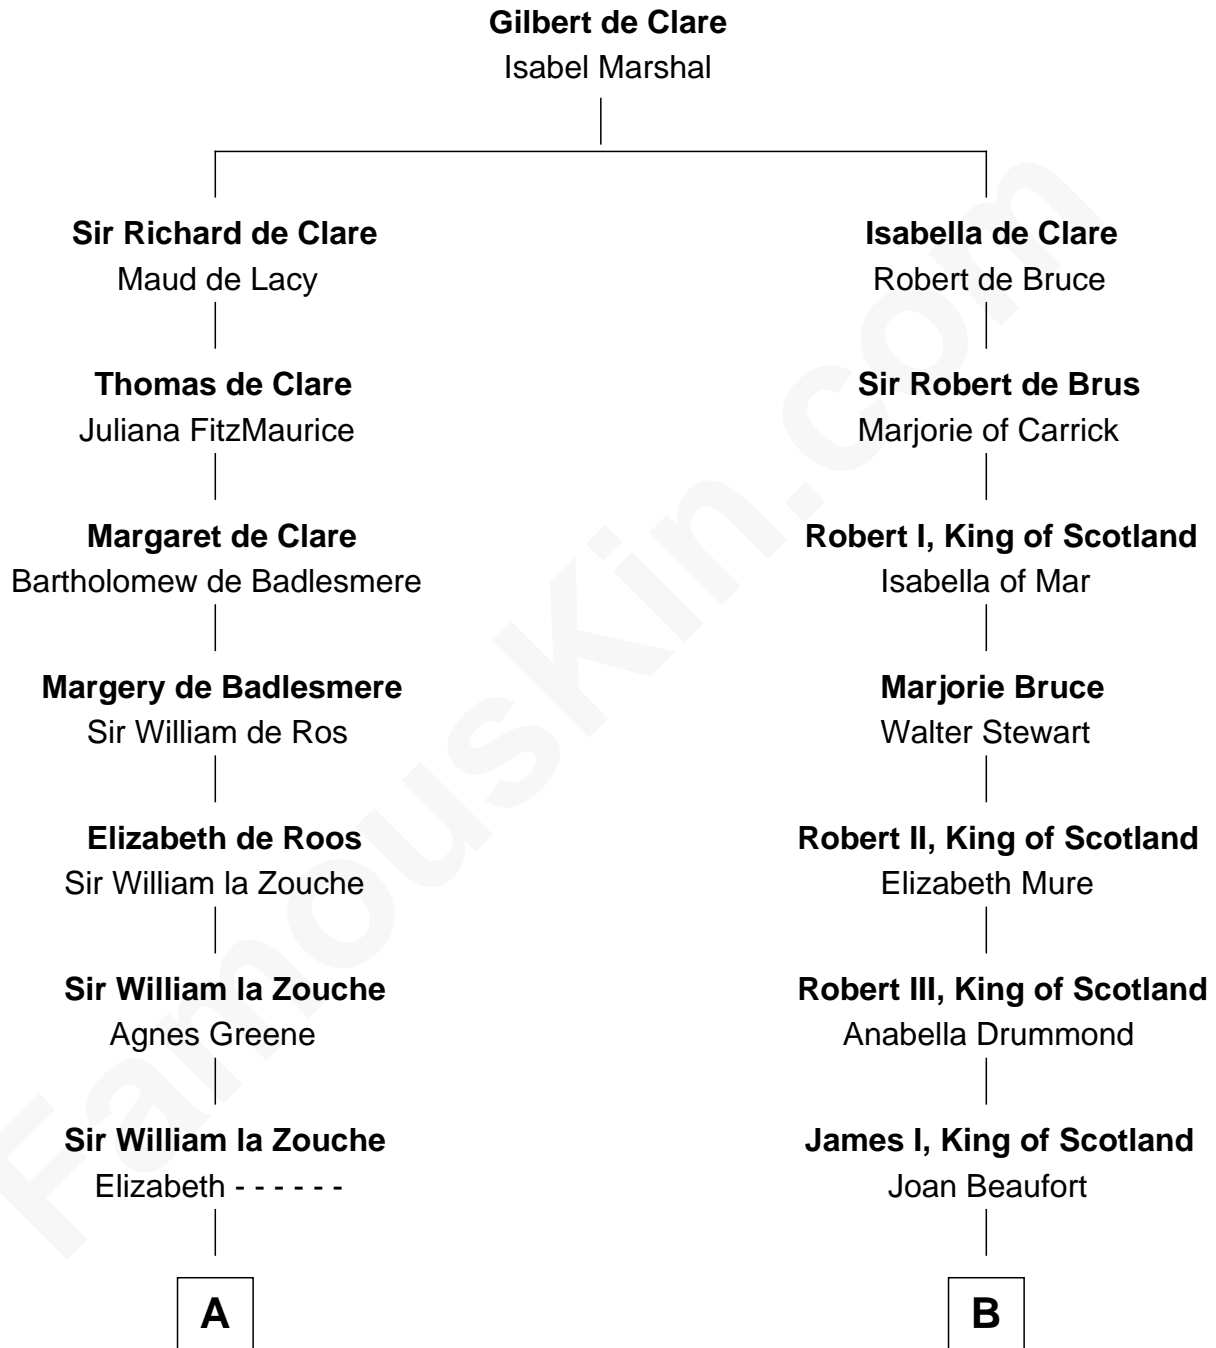 Gilbert de Clare
Isabel Marshal
Sir Richard de Clare
Maud de Lacy
Thomas de Clare
Juliana FitzMaurice
Margaret de Clare
Bartholomew de Badlesmere
Margery de Badlesmere
Sir William de Ros
Elizabeth de Roos
Sir William la Zouche
Sir William la Zouche
Agnes Greene
Sir William la Zouche
Elizabeth - - - - - -
A
Isabella de Clare
Robert de Bruce
Sir Robert de Brus
Marjorie of Carrick
Robert I, King of Scotland
Isabella of Mar
Marjorie Bruce
Walter Stewart
Robert II, King of Scotland
Elizabeth Mure
Robert III, King of Scotland
Anabella Drummond
James I, King of Scotland
Joan Beaufort
B
FamousKin.com